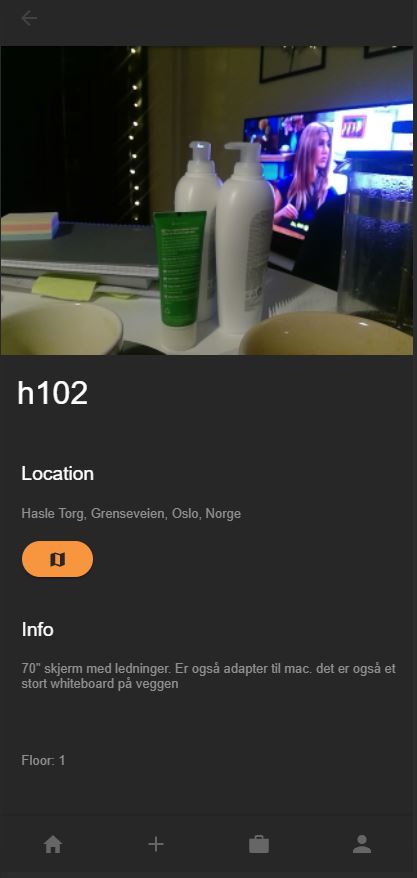 h102
Location
Hasle Torg, Grenseveien, Oslo, Norge
Info
70" skjerm med ledninger. Er også adapter til mac. det er også et
stort whiteboard på veggen
Floor: 1